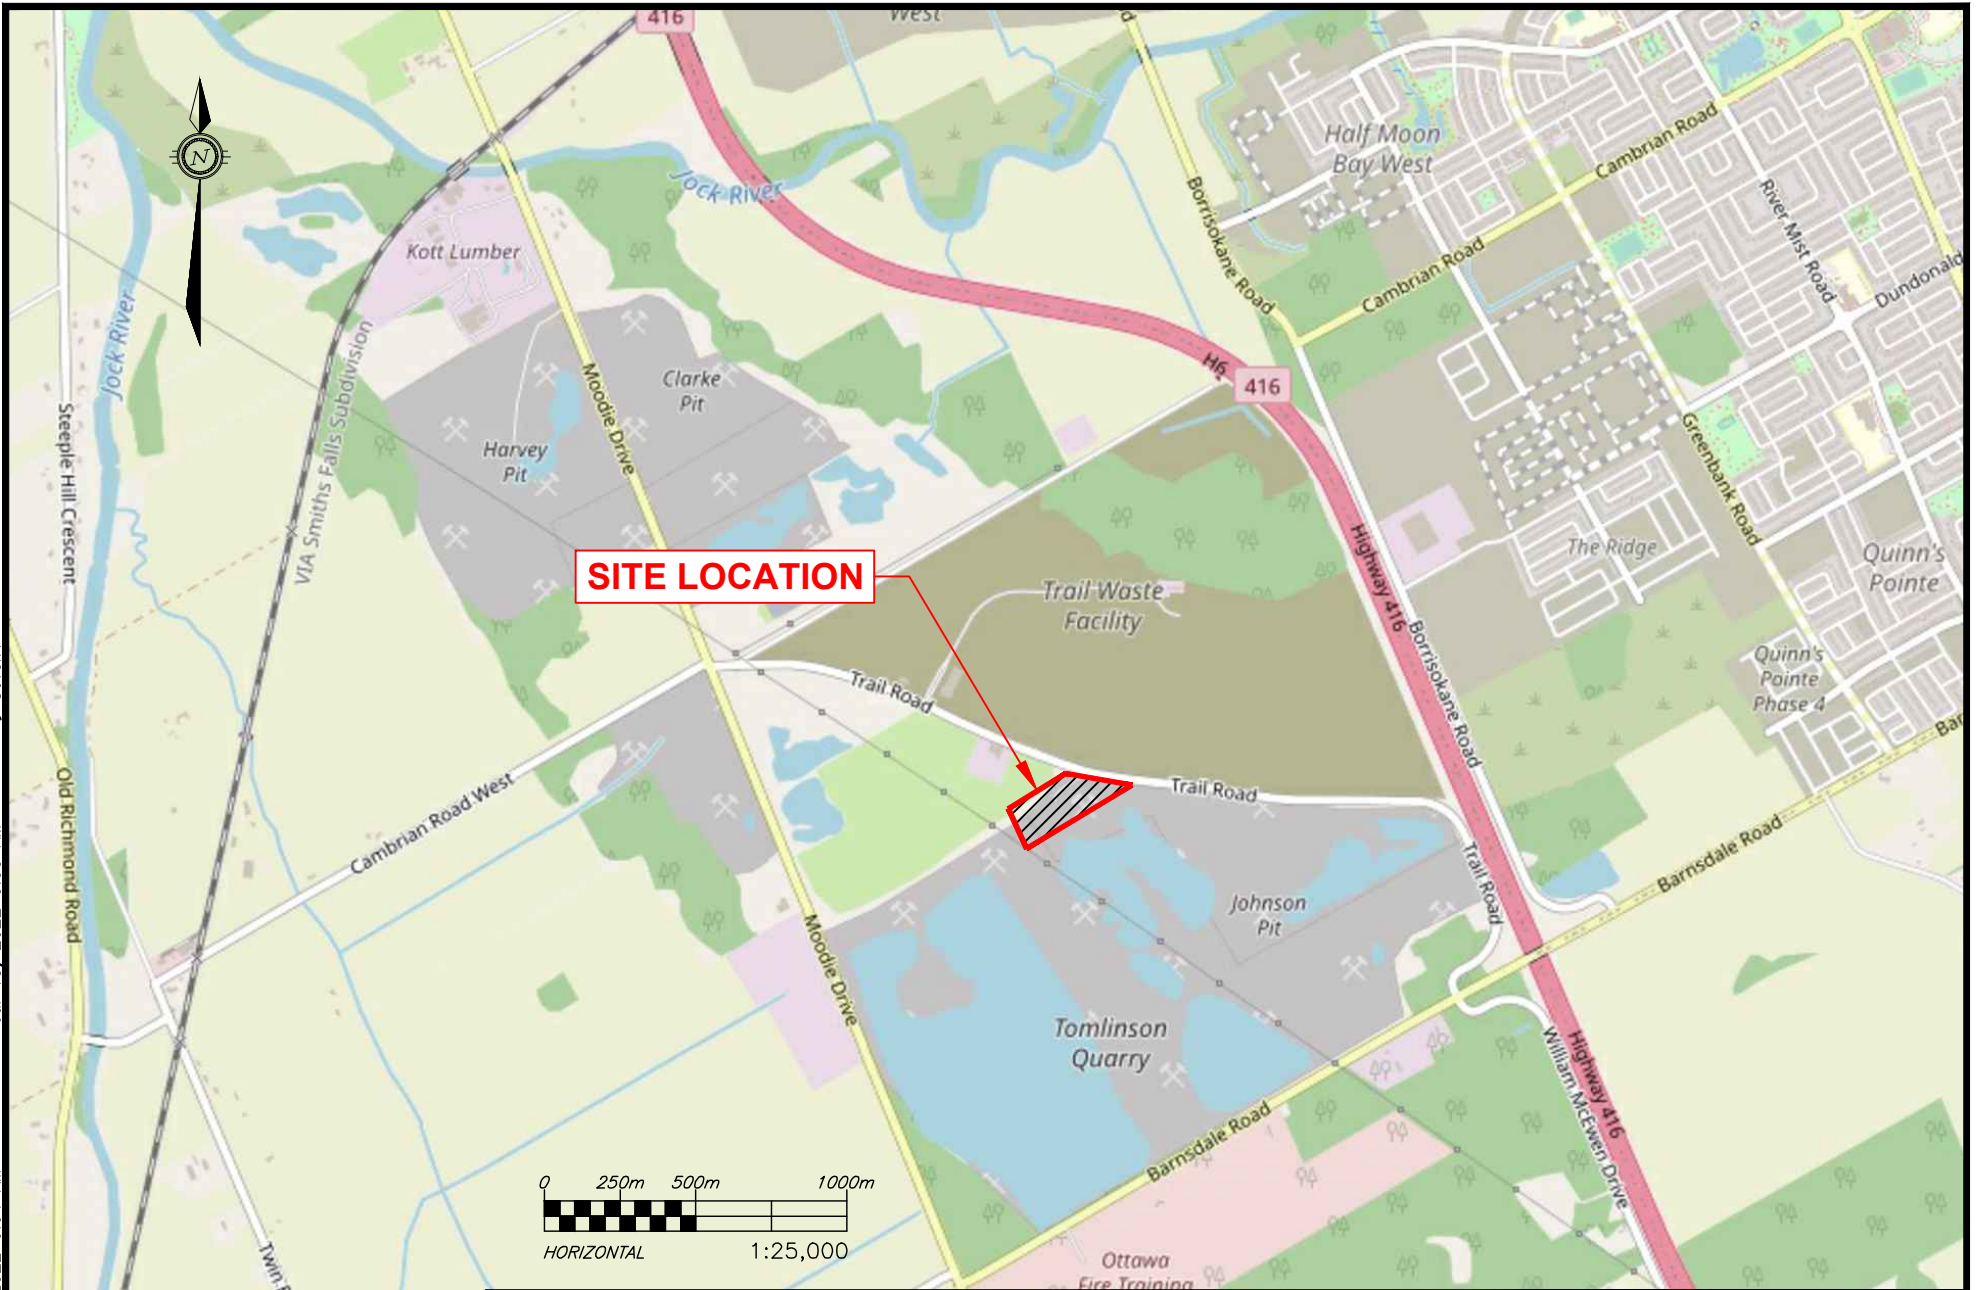 416
West
N
Jock River
Kott Lumber
Half Moon
Bay West
Cambrian Road
Borrisokane Road
River Mist Road
Cambrian Road
Dundonald
Jock River
VIA Smiths Falls Subdivision
Steeple Hill Crescent
Clarke
Pit
Moodie Drive
Harvey
Pit
H6
416
Greenbank Road
Highway 416
The Ridge
Quinn's
Pointe
SITE LOCATION
Trail Waste
Facility
Borrisokane Road
Quinn's
Pointe
Phase 4
Trail Road
Trail Road
Old Richmond Road
Cambrian Road West
Barnsdale Road
Trail Road
Johnson
Pit
Moodie Drive
Tomlinson
Quarry
Highway 416
William McEwen Drive
Barnsdale Road
0 250m 500m 1000m
HORIZONTAL 1:25,000
Ottawa
Fire Training